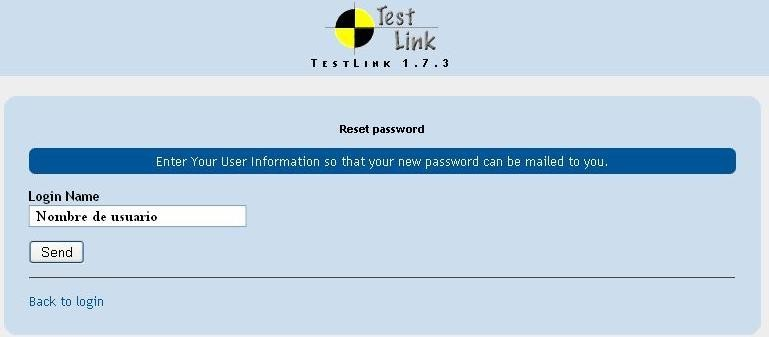 Test
Link
TestLink 1.7.3
Reset password
Enter Your User Information so that your new password can be mailed to you.
Login Name
Nombre de usuario
Send
Back to login